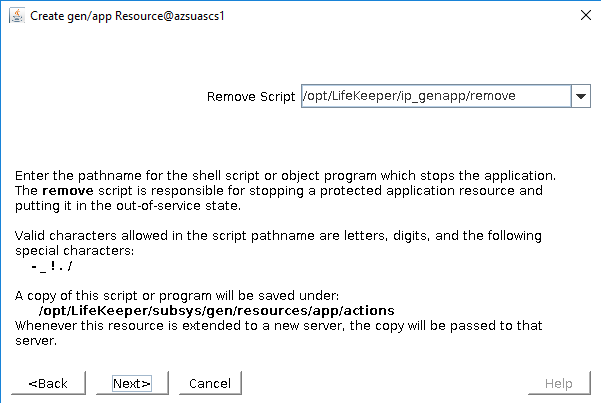 Create gen/app Resource@azsuascs1
Remove Script /opt/LifeKeeper/ip_genapp/remove
Enter the pathname for the shell script or object program which stops the application.
The remove script is responsible for stopping a protected application resource and
putting it in the out-of-service state.
Valid characters allowed in the script pathname are letters, digits, and the following
special characters:
- _ ! . /
A copy of this script or program will be saved under:
/opt/LifeKeeper/subsys/gen/resources/app/actions
Whenever this resource is extended to a new server, the copy will be passed to that
server.
<Back Next> Cancel Help